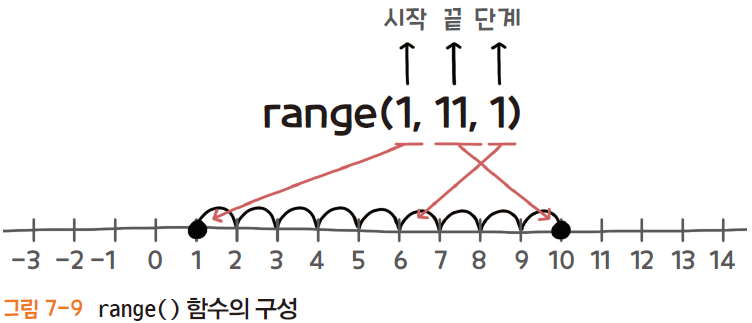 시작 끝 단계
range(1, 11, 1)
-3 -2 -1 0 1 2 3 4 5 6 7 8 9 10 11 12 13 14
그림 7-9 range() 함수의 구성